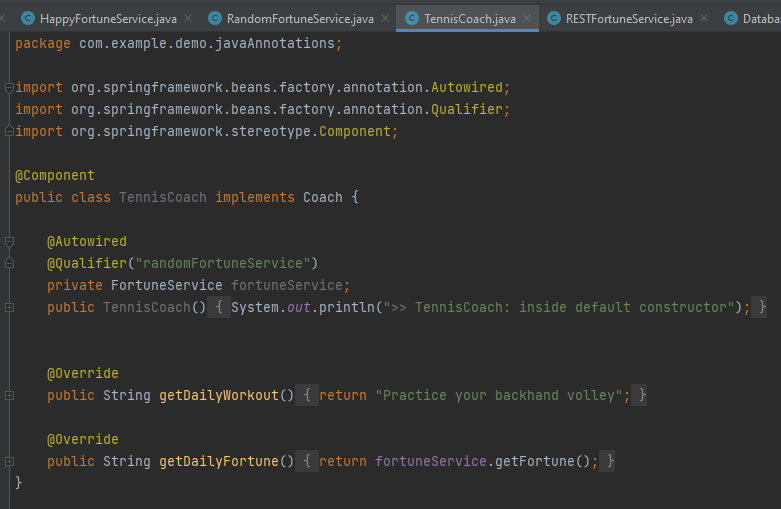 HappyFortuneService.java RandomFortuneService.java TennisCoach.java RESTFortuneService.java Databa
package com.example.demo.javaAnnotations;
import org.springframework.beans.factory.annotation.Autowired;
import org.springframework.beans.factory.annotation.Qualifier;
import org.springframework.stereotype.Component;
@Component
public class TennisCoach implements Coach {
@Autowired
@Qualifier("randomFortuneService")
private FortuneService fortuneService;
public TennisCoach() { System.out.println(">> TennisCoach: inside default constructor"); }
@Override
public String getDailyWorkout() { return "Practice your backhand volley"; }
@Override
public String getDailyFortune() { return fortuneService.getFortune(); }
}